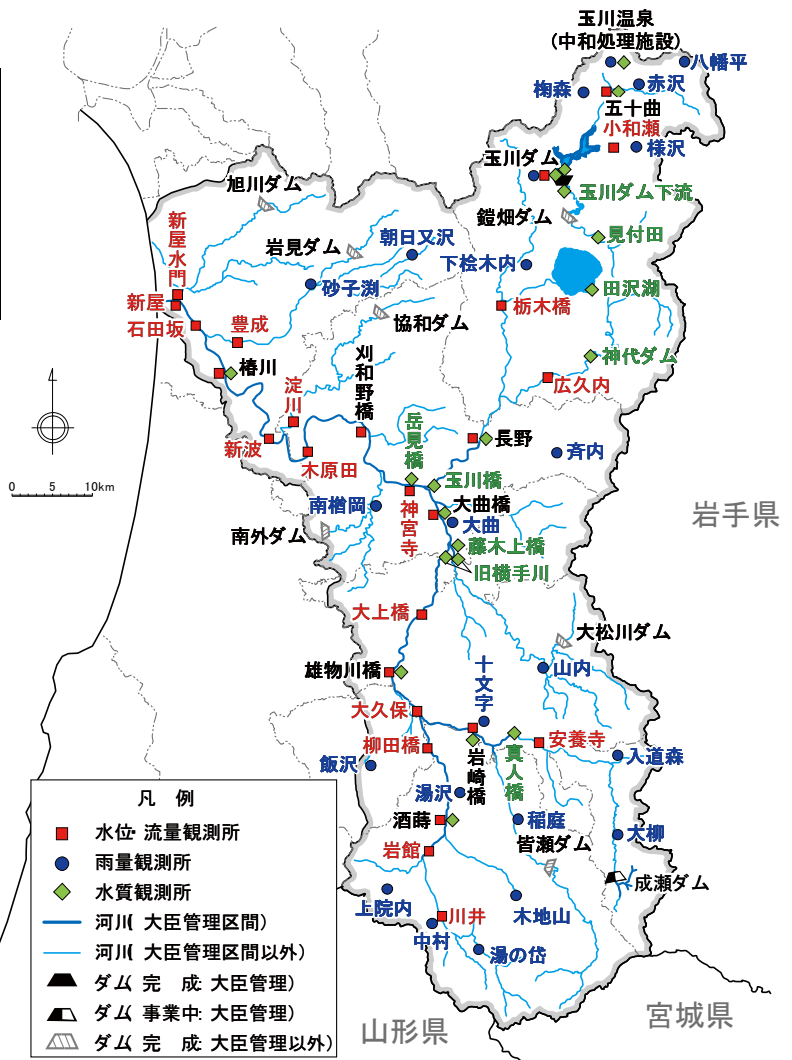 玉川温泉
(中和処理施設)
八幡平
椈森
赤沢
五十曲
小和瀬
様沢
玉川ダム
玉川ダム下流
旭川ダム
鎧畑ダム
見付田
新屋水門
岩見ダム
朝日又沢
下桧木内
砂子渕
田沢湖
新屋
栃木橋
石田坂
豊成
協和ダム
刈和野橋
神代ダム
椿川
広久内
淀川
岳見橋
長野
新波
木原田
斉内
玉川橋
南楢岡
神宮寺
大曲橋
大曲
南外ダム
藤木上橋
旧横手川
岩手県
0 5 10km
大上橋
大松川ダム
雄物川橋
十文字
山内
大久保
柳田橋
安養寺
真人橋
岩崎橋
入道森
飯沢
湯沢
酒蒔
稲庭
大柳
皆瀬ダム
岩館
成瀬ダム
上院内
川井
木地山
中村
湯の岱
宮城県
山形県
凡 例
水位・流量観測所
雨量観測所
水質観測所
河川( 大臣管理区間)
河川( 大臣管理区間以外)
ダム( 完 成: 大臣管理)
ダム( 事業中: 大臣管理)
ダム( 完 成: 大臣管理以外)